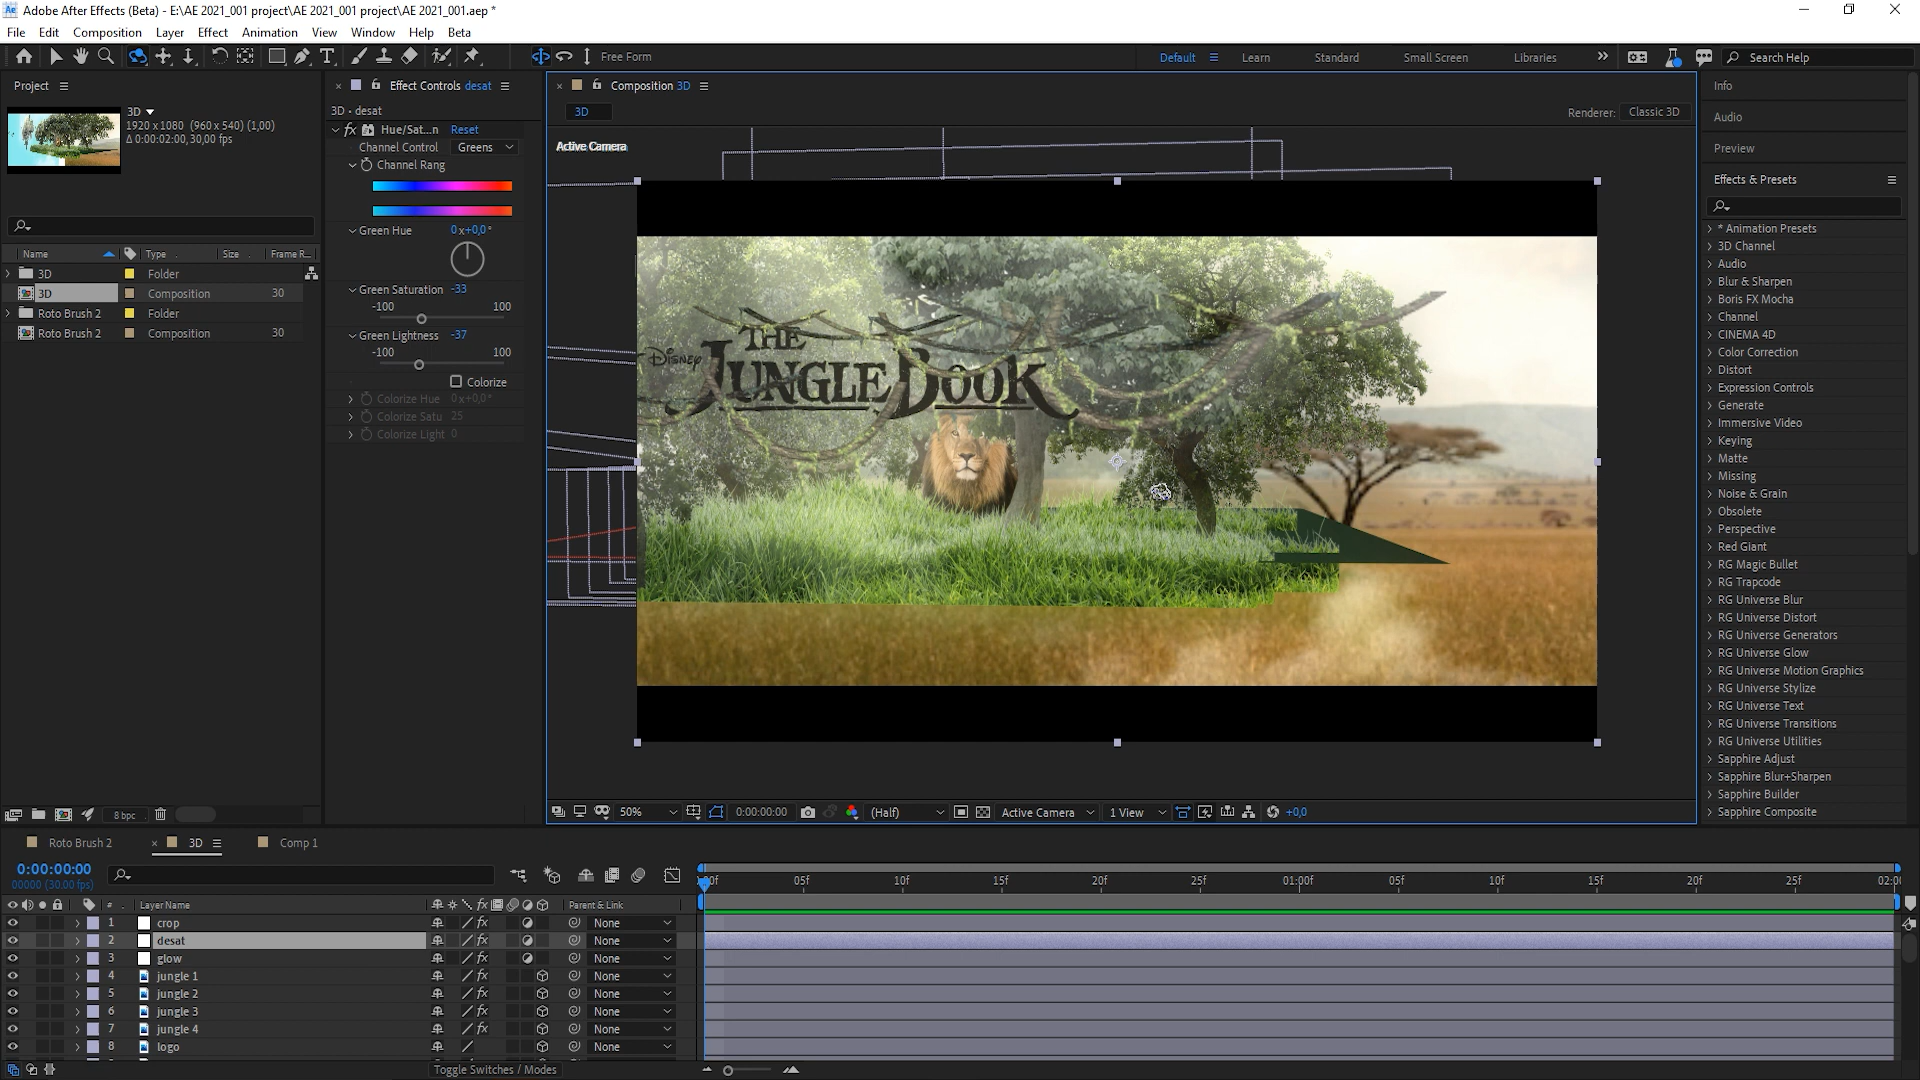 Adobe After Effects (Beta) - E:\AE 2021_001 project\AE 2021_001 project\AE 2021_001.aep *
File Edit Composition Layer Effect Animation View Window Help Beta
Free Form
Default Learn Standard Small Screen Libraries Search Help
Project
3D
1920 x 1080 (960 x 540) (1,00)
Δ 0:00:02:00, 30,00 fps
Name Type Size Frame R...
3D Folder
3D Composition 30
Roto Brush 2 Folder
Roto Brush 2 Composition 30
8 bpc
Effect Controls desat
3D - desat
fx Hue/Sat...n Reset
Channel Control Greens
Channel Rang
Green Hue 0x+0,0°
Green Saturation -33
-100 100
Green Lightness -37
-100 100
Colorize
Colorize Hue 0x+0,0°
Colorize Satu 25
Colorize Light 0
Composition 3D
3D
Renderer: Classic 3D
Active Camera
Disney
THE
JUNGLE BOOK
50% 0:00:00:00 (Half) Active Camera 1 View +0,0
Info
Audio
Preview
Effects & Presets
* Animation Presets
3D Channel
Audio
Blur & Sharpen
Boris FX Mocha
Channel
CINEMA 4D
Color Correction
Distort
Expression Controls
Generate
Immersive Video
Keying
Matte
Missing
Noise & Grain
Obsolete
Perspective
Red Giant
RG Magic Bullet
RG Trapcode
RG Universe Blur
RG Universe Distort
RG Universe Generators
RG Universe Glow
RG Universe Motion Graphics
RG Universe Stylize
RG Universe Text
RG Universe Transitions
RG Universe Utilities
Sapphire Adjust
Sapphire Blur+Sharpen
Sapphire Builder
Sapphire Composite
Roto Brush 2 3D Comp 1
0:00:00:00
00000 (30.00 fps)
05f 10f 15f 20f 25f 01:00f 05f 10f 15f 20f 25f 02:0
# Layer Name Parent & Link
1 crop fx None
2 desat fx None
3 glow fx None
4 jungle 1 fx None
5 jungle 2 fx None
6 jungle 3 fx None
7 jungle 4 fx None
8 logo None
Toggle Switches / Modes